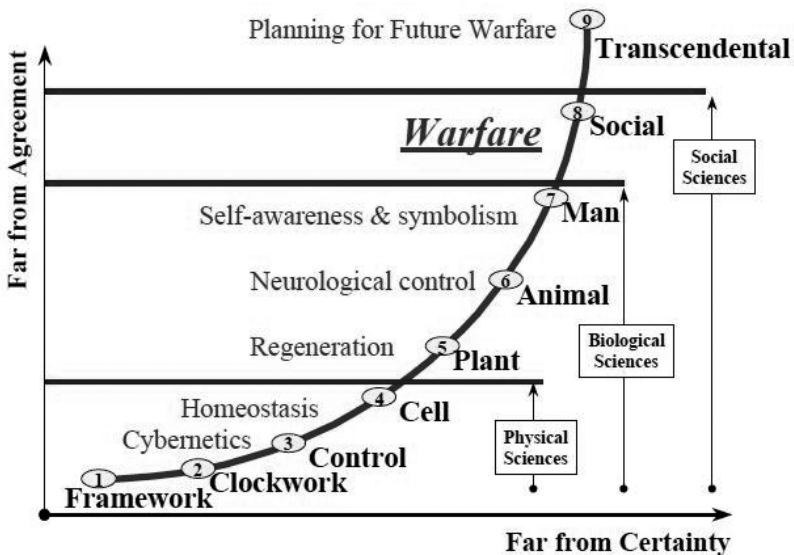 Planning for Future Warfare
9
Transcendental
Far from Agreement
8
Warfare
Social
Social
Sciences
7
Self-awareness & symbolism
Man
6
Neurological control
Animal
5
Regeneration
Plant
Biological
Sciences
4
Homeostasis
Cell
3
Cybernetics
Control
Physical
Sciences
2
1
Clockwork
Framework
Far from Certainty